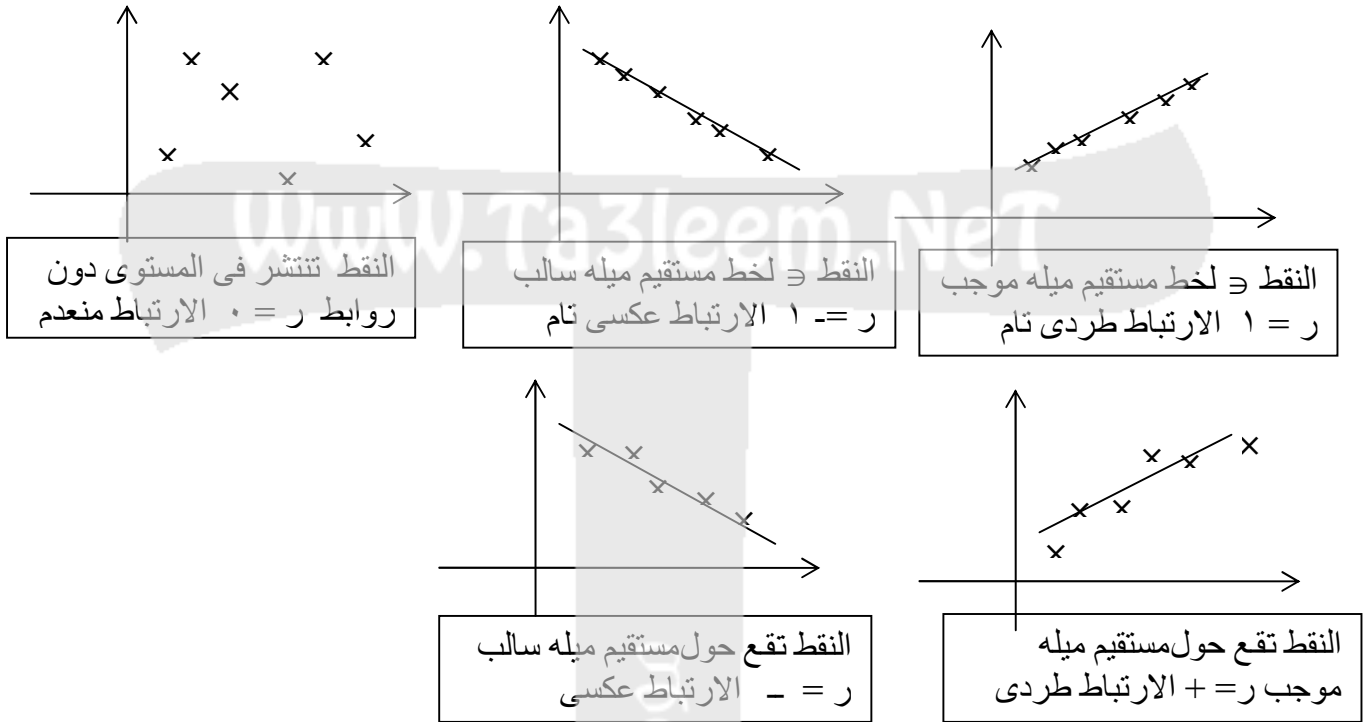 WwW.Ta3leem.NeT
النقط ∈ لخط مستقيم ميله موجب
ر = ١ الارتباط طردى تام
النقط ∈ لخط مستقيم ميله سالب
ر =- ١ الارتباط عكسى تام
النقط تنتشر فى المستوى دون
روابط ر = ٠ الارتباط منعدم
النقط تقع حول مستقيم ميله
موجب ر= + الارتباط طردى
النقط تقع حول مستقيم ميله سالب
ر = - الارتباط عكسى